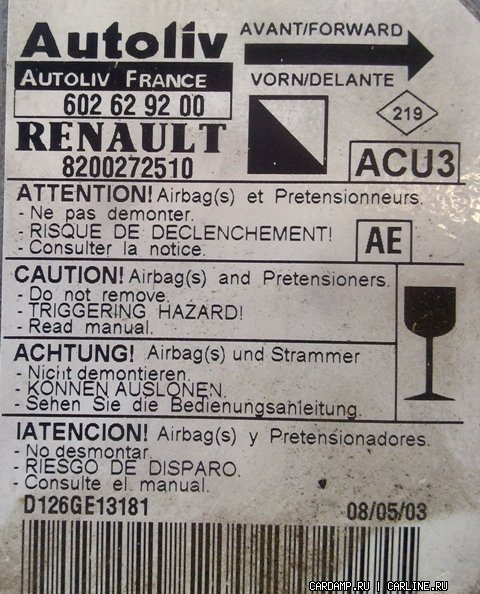 Autoliv
AVANT/FORWARD
AUTOLIV FRANCE
VORN/DELANTE
602 62 92 00
219
RENAULT
8200272510
ACU3
ATTENTION! Airbag(s) et Pretensionneurs.
- Ne pas demonter.
- RISQUE DE DECLENCHEMENT!
- Consulter la notice.
AE
CAUTION! Airbag(s) and Pretensioners.
- Do not remove.
- TRIGGERING HAZARD!
- Read manual.
ACHTUNG! Airbag(s) und Strammer
- Nicht demontieren.
- KONNEN AUSLONEN.
- Sehen Sie die Bedienungsanleitung.
IATENCION! Airbag(s) y Pretensionadores.
- No desmontar.
- RIESGO DE DISPARO.
- Consulte el manual.
D126GE13181
08/05/03
CARDAMP.RU | CARLINE.RU